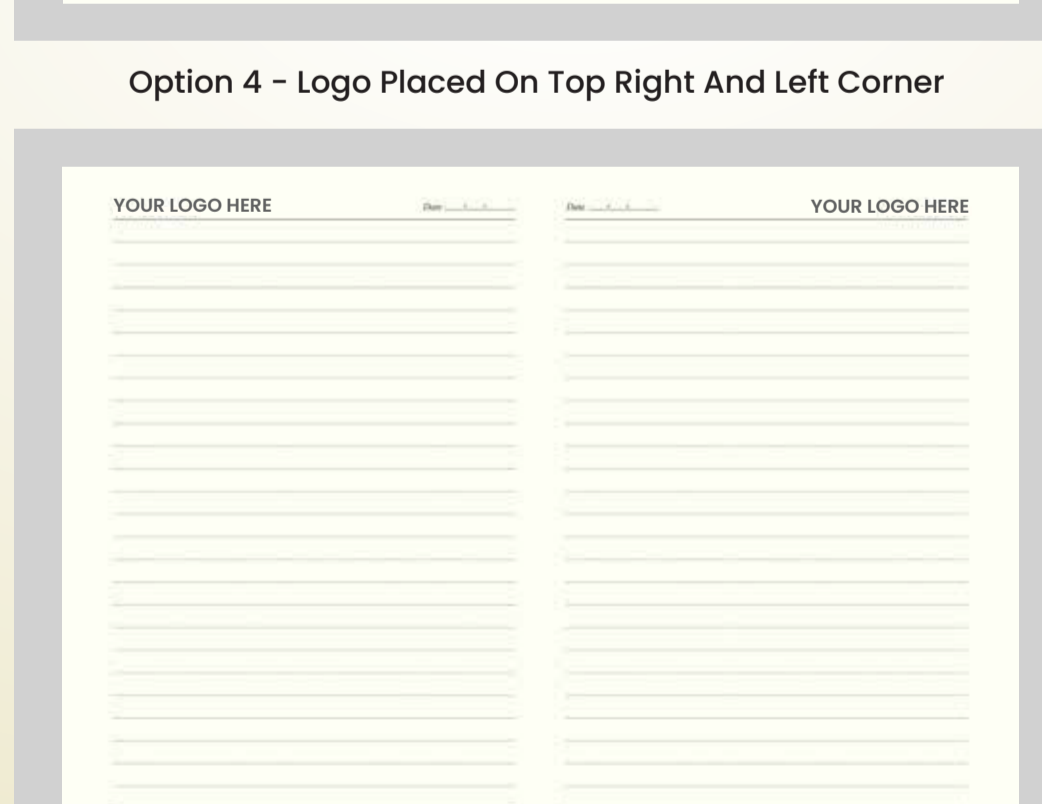 Option 4 - Logo Placed On Top Right And Left Corner
YOUR LOGO HERE
Date
Date
YOUR LOGO HERE